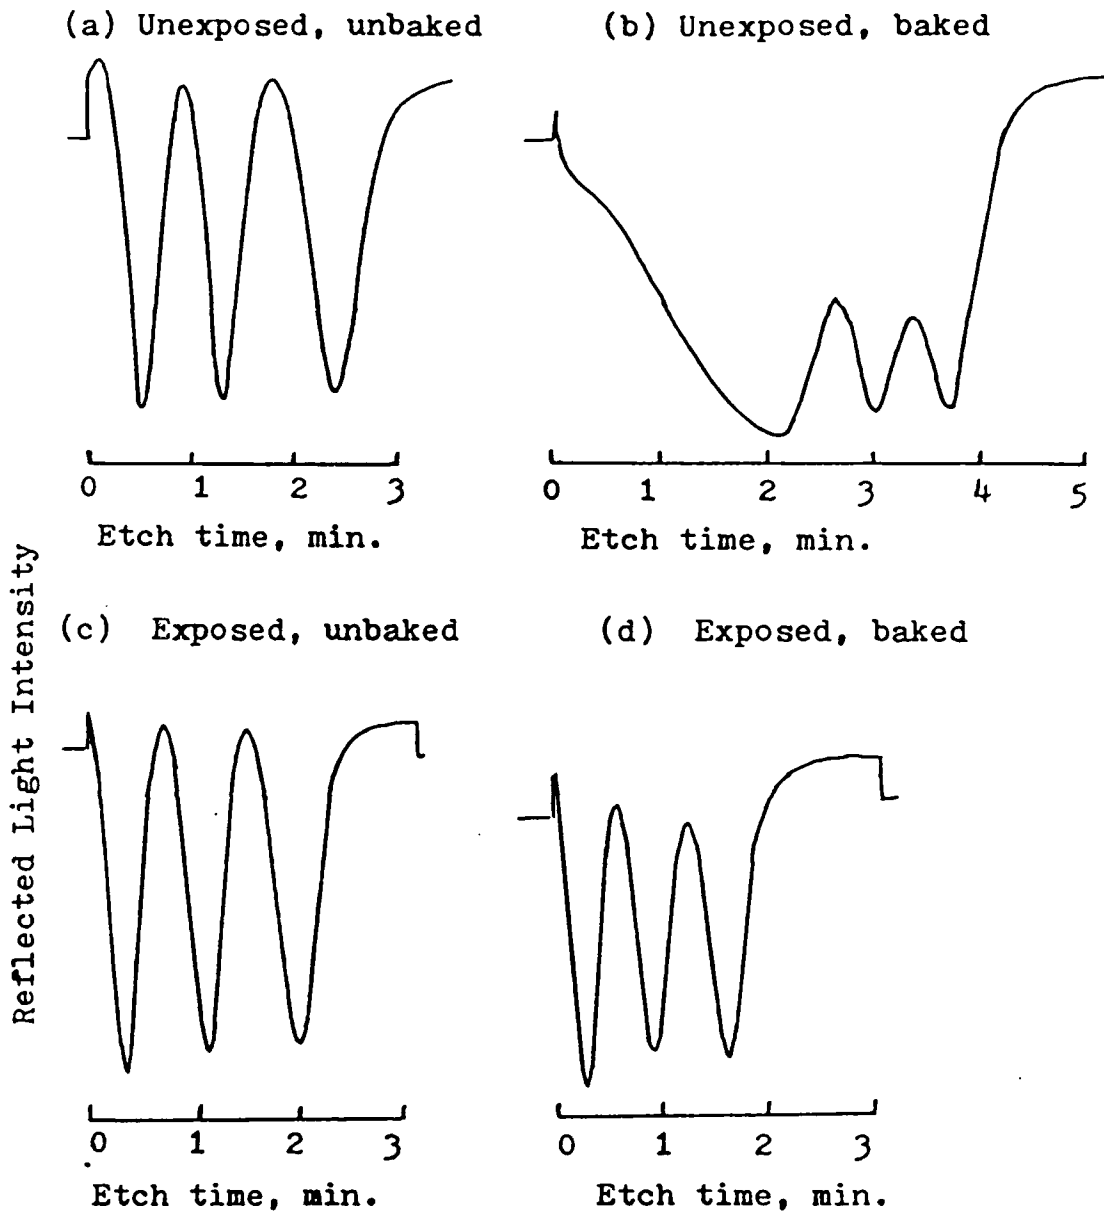 (a) Unexposed, unbaked
(b) Unexposed, baked
0 1 2 3
Etch time, min.
0 1 2 3 4 5
Etch time, min.
Reflected Light Intensity
(c) Exposed, unbaked
(d) Exposed, baked
0 1 2 3
Etch time, min.
0 1 2 3
Etch time, min.